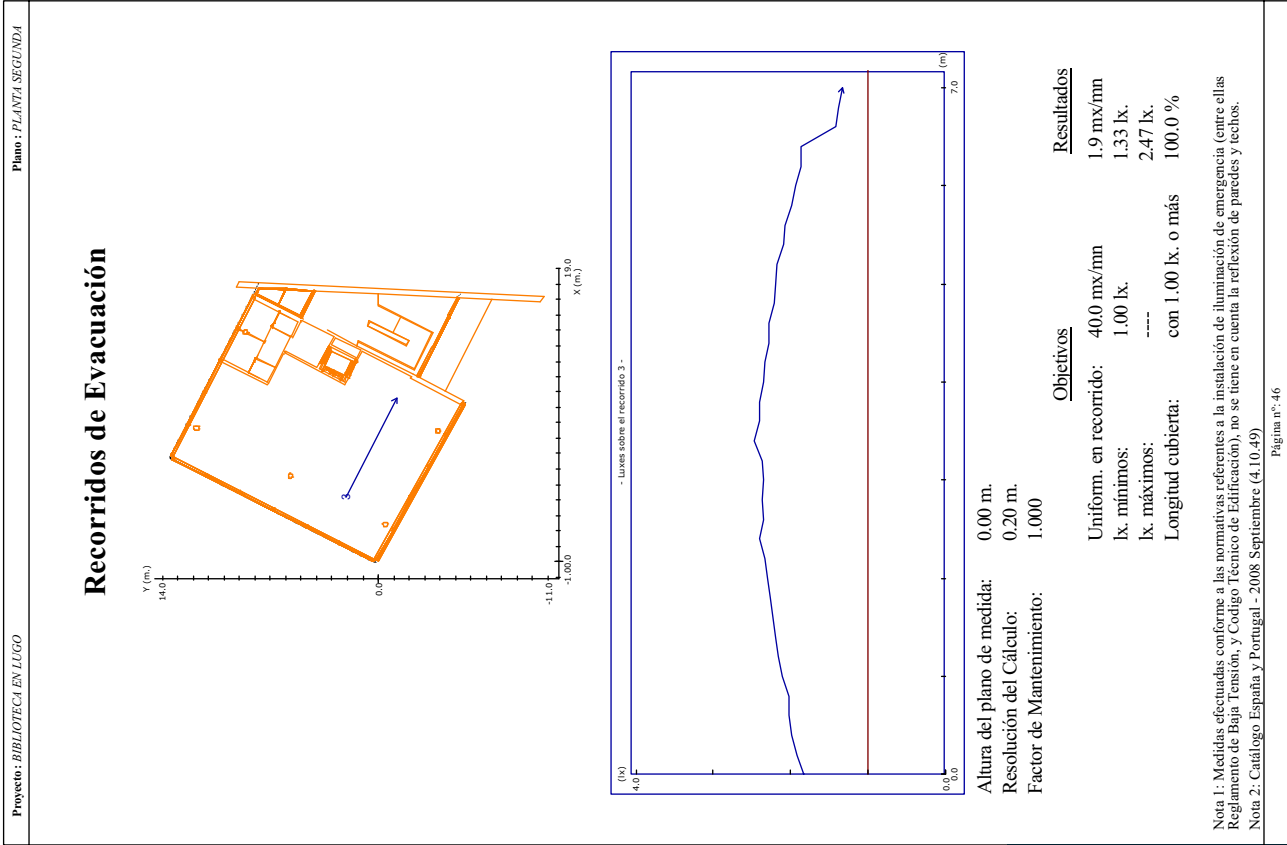 Proyecto : BIBLIOTECA EN LUGO
Plano : PLANTA SEGUNDA
Recorridos de Evacuación
Y (m.)
14.0
0.0
-11.0
-1.00.0
19.0
X (m.)
3
- Luxes sobre el recorrido 3 -
(lx)
4.0
0.0
0.0
7.0
(m)
Altura del plano de medida: 0.00 m.
Resolución del Cálculo: 0.20 m.
Factor de Mantenimiento: 1.000
Objetivos Resultados
Uniform. en recorrido: 40.0 mx/mn 1.9 mx/mn
lx. mínimos: 1.00 lx. 1.33 lx.
lx. máximos: ---- 2.47 lx.
Longitud cubierta: con 1.00 lx. o más 100.0 %
Nota 1: Medidas efectuadas conforme a las normativas referentes a la instalación de iluminación de emergencia (entre ellas
Reglamento de Baja Tensión, y Codigo Técnico de Edificación), no se tiene en cuenta la reflexión de paredes y techos.
Nota 2: Catálogo España y Portugal - 2008 Septiembre (4.10.49)
Página nº: 46